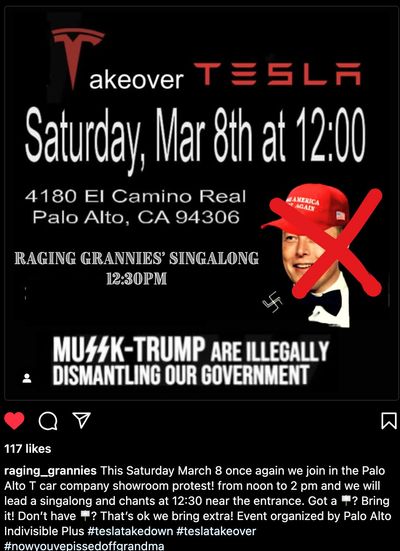 Takeover TESLA
Saturday, Mar 8th at 12:00
4180 El Camino Real
Palo Alto, CA 94306
AMERICA
AGAIN
RAGING GRANNIES' SINGALONG
12:30PM
MUϟϟK-TRUMP ARE ILLEGALLY
DISMANTLING OUR GOVERNMENT
117 likes
raging_grannies This Saturday March 8 once again we join in the Palo
Alto T car company showroom protest! from noon to 2 pm and we will
lead a singalong and chants at 12:30 near the entrance. Got a 🪧? Bring
it! Don't have 🪧? That's ok we bring extra! Event organized by Palo Alto
Indivisible Plus #teslatakedown #teslatakeover
#nowyouvepissedoffgrandma